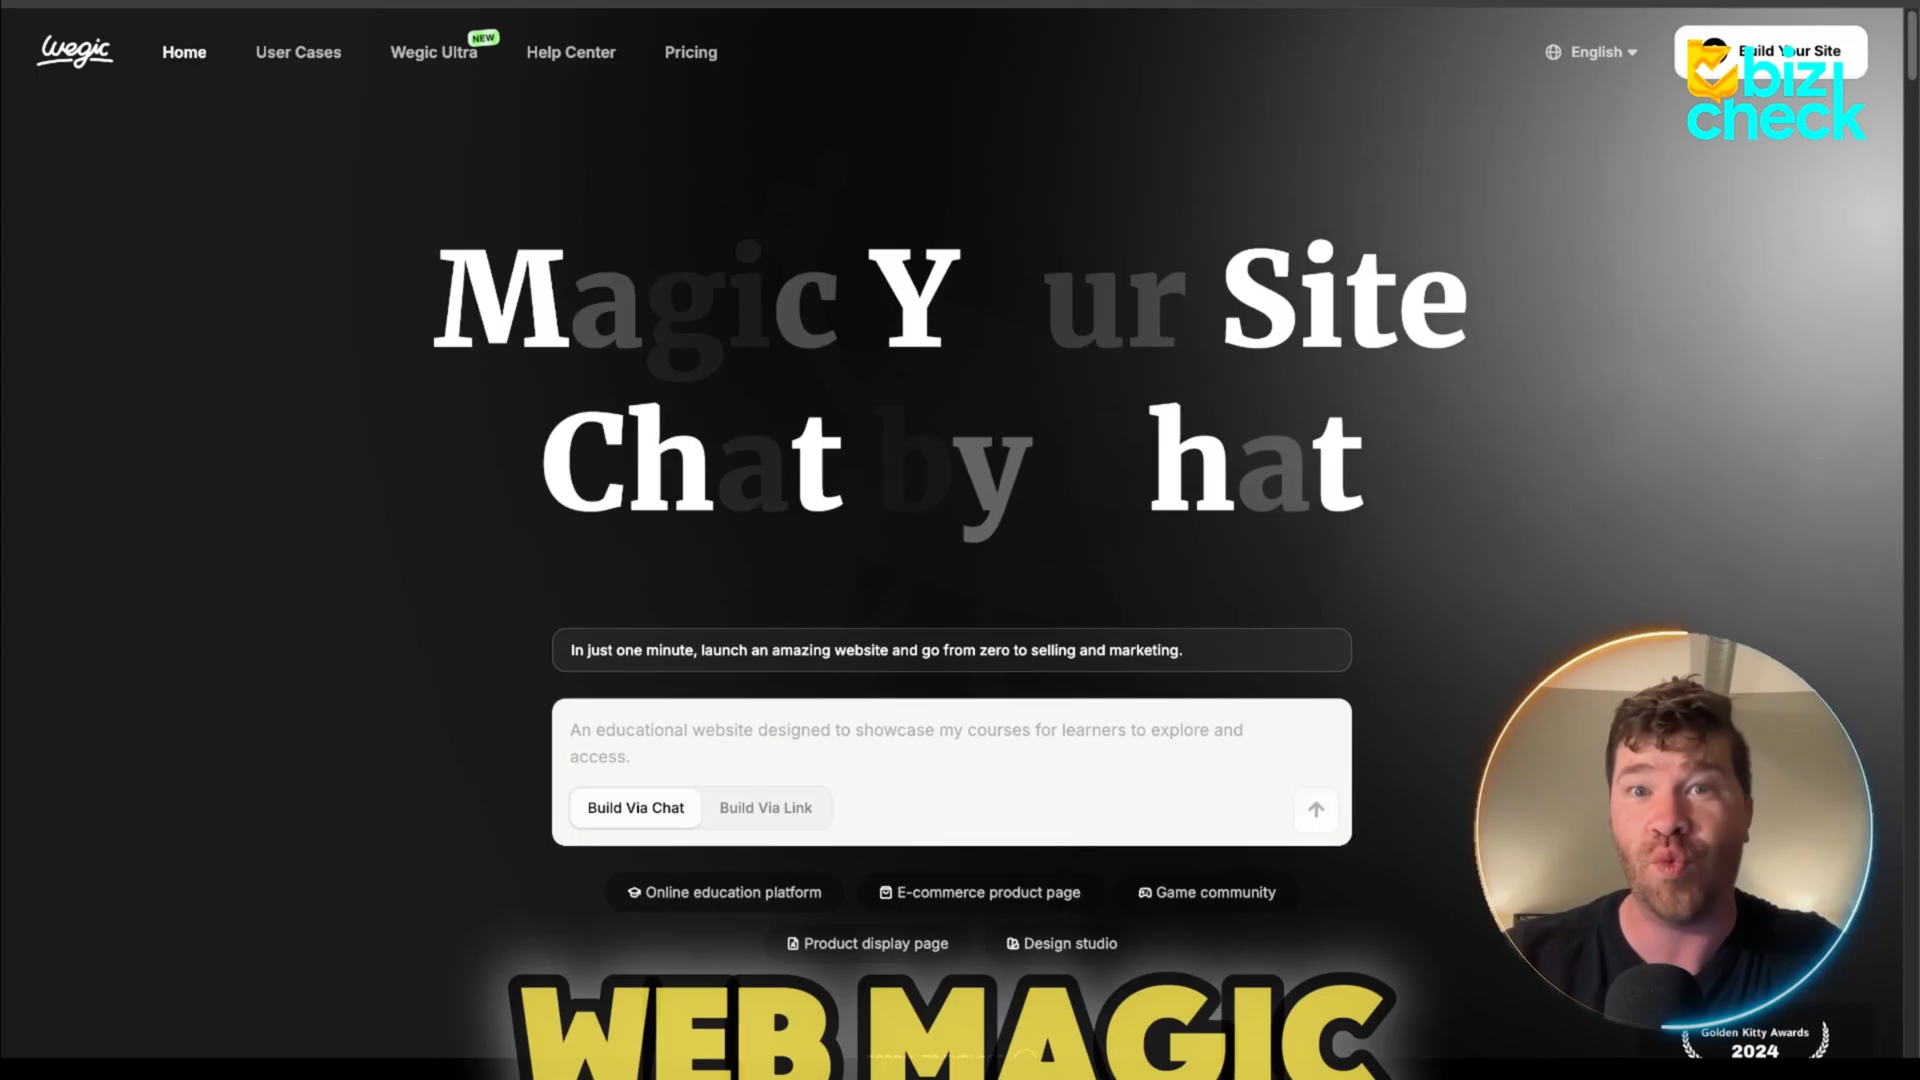 wegic Home User Cases Wegic Ultra NEW Help Center Pricing English Build Your Site
bizi
check
Magic Y ur Site
Chat by hat
In just one minute, launch an amazing website and go from zero to selling and marketing.
An educational website designed to showcase my courses for learners to explore and
access.
Build Via Chat Build Via Link
Online education platform E-commerce product page Game community
Product display page Design studio
WEB MAGIC
Golden Kitty Awards
2024